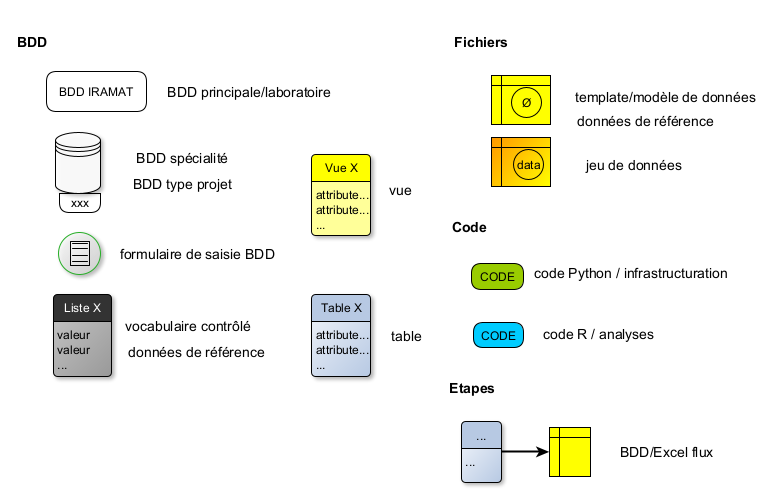 BDD
BDD IRAMAT
BDD principale/laboratoire
BDD spécialité
BDD type projet
xxx
Vue X
attribute...
attribute...
...
vue
formulaire de saisie BDD
Liste X
valeur
valeur
...
vocabulaire contrôlé
données de référence
Table X
attribute...
attribute...
...
table
Fichiers
Ø
template/modèle de données
données de référence
data
jeu de données
Code
CODE
code Python / infrastructuration
CODE
code R / analyses
Etapes
...
...
BDD/Excel flux